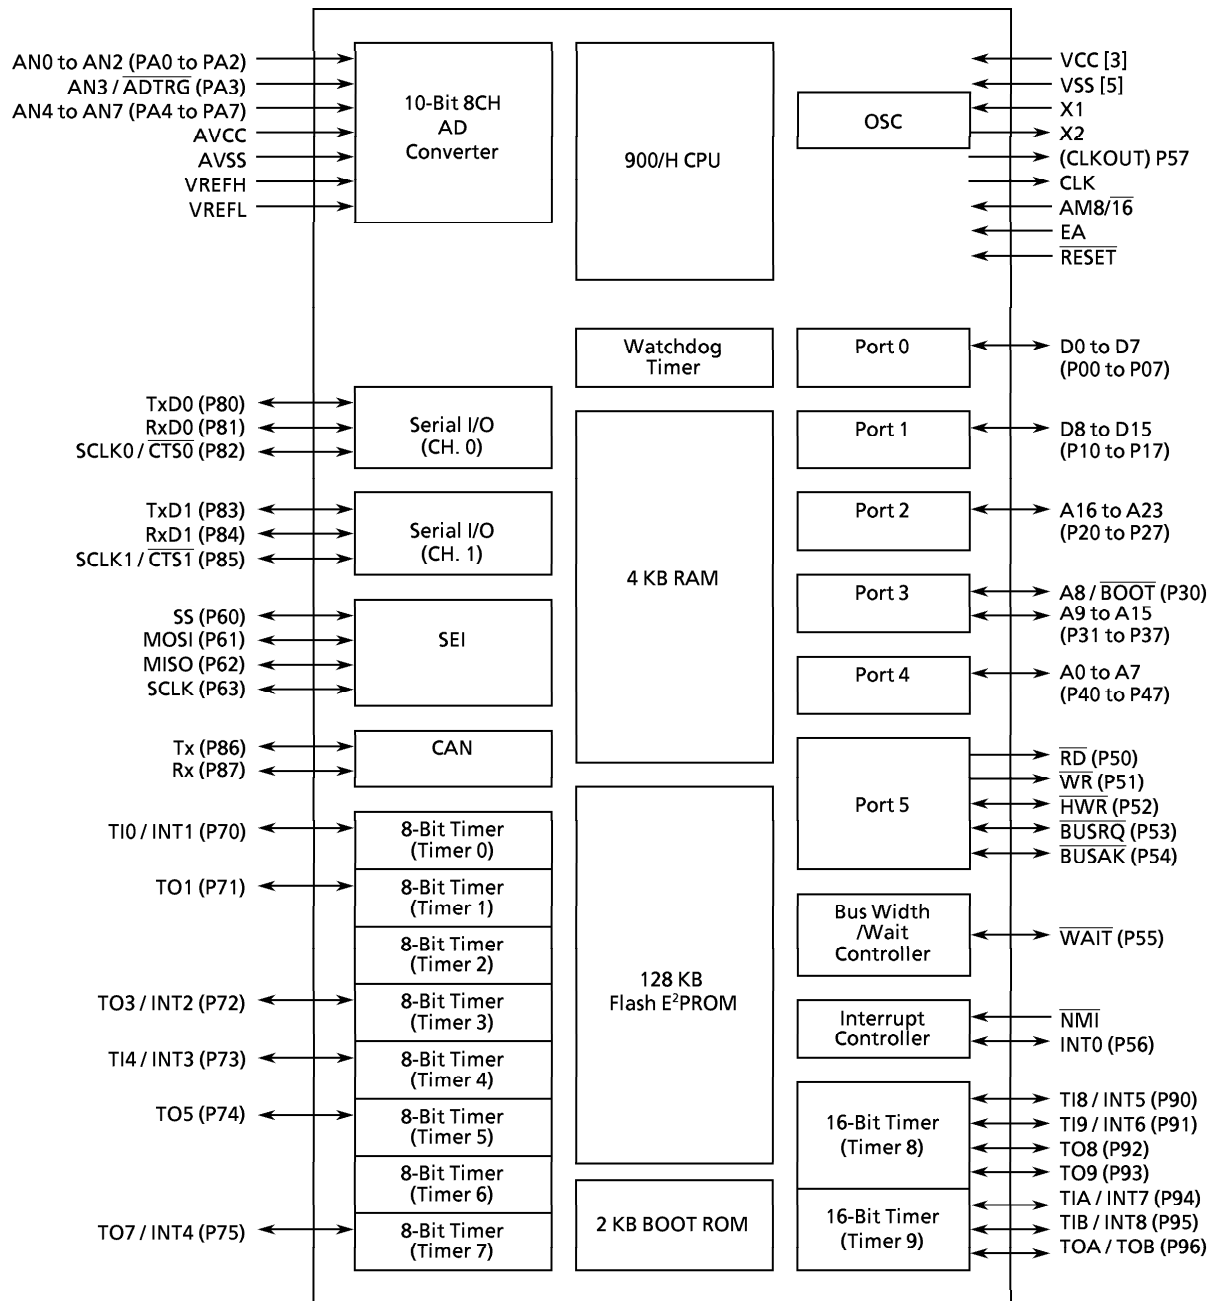 AN0 to AN2 (PA0 to PA2)
AN3 / ADTRG (PA3)
AN4 to AN7 (PA4 to PA7)
AVCC
AVSS
VREFH
VREFL
10-Bit 8CH
AD
Converter
900/H CPU
OSC
VCC [3]
VSS [5]
X1
X2
(CLKOUT) P57
CLK
AM8/16
EA
RESET
Watchdog
Timer
Port 0
D0 to D7
(P00 to P07)
TxD0 (P80)
RxD0 (P81)
SCLK0 / CTS0 (P82)
Serial I/O
(CH. 0)
Port 1
D8 to D15
(P10 to P17)
TxD1 (P83)
RxD1 (P84)
SCLK1 / CTS1 (P85)
Serial I/O
(CH. 1)
4 KB RAM
Port 2
A16 to A23
(P20 to P27)
Port 3
A8 / BOOT (P30)
A9 to A15
(P31 to P37)
SS (P60)
MOSI (P61)
MISO (P62)
SCLK (P63)
SEI
Port 4
A0 to A7
(P40 to P47)
Tx (P86)
Rx (P87)
CAN
Port 5
RD (P50)
WR (P51)
HWR (P52)
BUSRQ (P53)
BUSAK (P54)
TI0 / INT1 (P70)
8-Bit Timer
(Timer 0)
TO1 (P71)
8-Bit Timer
(Timer 1)
8-Bit Timer
(Timer 2)
TO3 / INT2 (P72)
8-Bit Timer
(Timer 3)
TI4 / INT3 (P73)
8-Bit Timer
(Timer 4)
TO5 (P74)
8-Bit Timer
(Timer 5)
8-Bit Timer
(Timer 6)
TO7 / INT4 (P75)
8-Bit Timer
(Timer 7)
128 KB
Flash E²PROM
2 KB BOOT ROM
Bus Width
/Wait
Controller
WAIT (P55)
Interrupt
Controller
NMI
INT0 (P56)
16-Bit Timer
(Timer 8)
TI8 / INT5 (P90)
TI9 / INT6 (P91)
TO8 (P92)
TO9 (P93)
16-Bit Timer
(Timer 9)
TIA / INT7 (P94)
TIB / INT8 (P95)
TOA / TOB (P96)